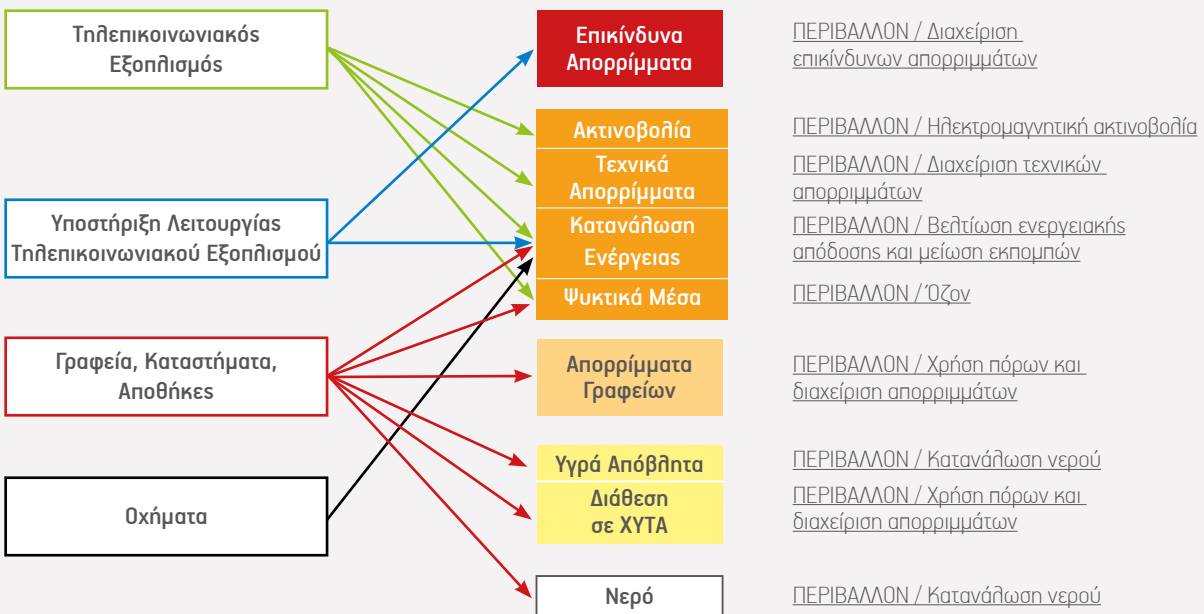 Τηλεπικοινωνιακός
Εξοπλισμός
Υποστήριξη Λειτουργίας
Τηλεπικοινωνιακού Εξοπλισμού
Γραφεία, Καταστήματα,
Αποθήκες
Οχήματα
Επικίνδυνα
Απορρίμματα
Ακτινοβολία
Τεχνικά
Απορρίμματα
Κατανάλωση
Ενέργειας
Ψυκτικά Μέσα
Απορρίμματα
Γραφείων
Υγρά Απόβλητα
Διάθεση
σε ΧΥΤΑ
Νερό
ΠΕΡΙΒΑΛΛΟΝ / Διαχείριση
επικίνδυνων απορριμμάτων
ΠΕΡΙΒΑΛΛΟΝ / Ηλεκτρομαγνητική ακτινοβολία
ΠΕΡΙΒΑΛΛΟΝ / Διαχείριση τεχνικών
απορριμμάτων
ΠΕΡΙΒΑΛΛΟΝ / Βελτίωση ενεργειακής
απόδοσης και μείωση εκπομπών
ΠΕΡΙΒΑΛΛΟΝ / Όζον
ΠΕΡΙΒΑΛΛΟΝ / Χρήση πόρων και
διαχείριση απορριμμάτων
ΠΕΡΙΒΑΛΛΟΝ / Κατανάλωση νερού
ΠΕΡΙΒΑΛΛΟΝ / Χρήση πόρων και
διαχείριση απορριμμάτων
ΠΕΡΙΒΑΛΛΟΝ / Κατανάλωση νερού